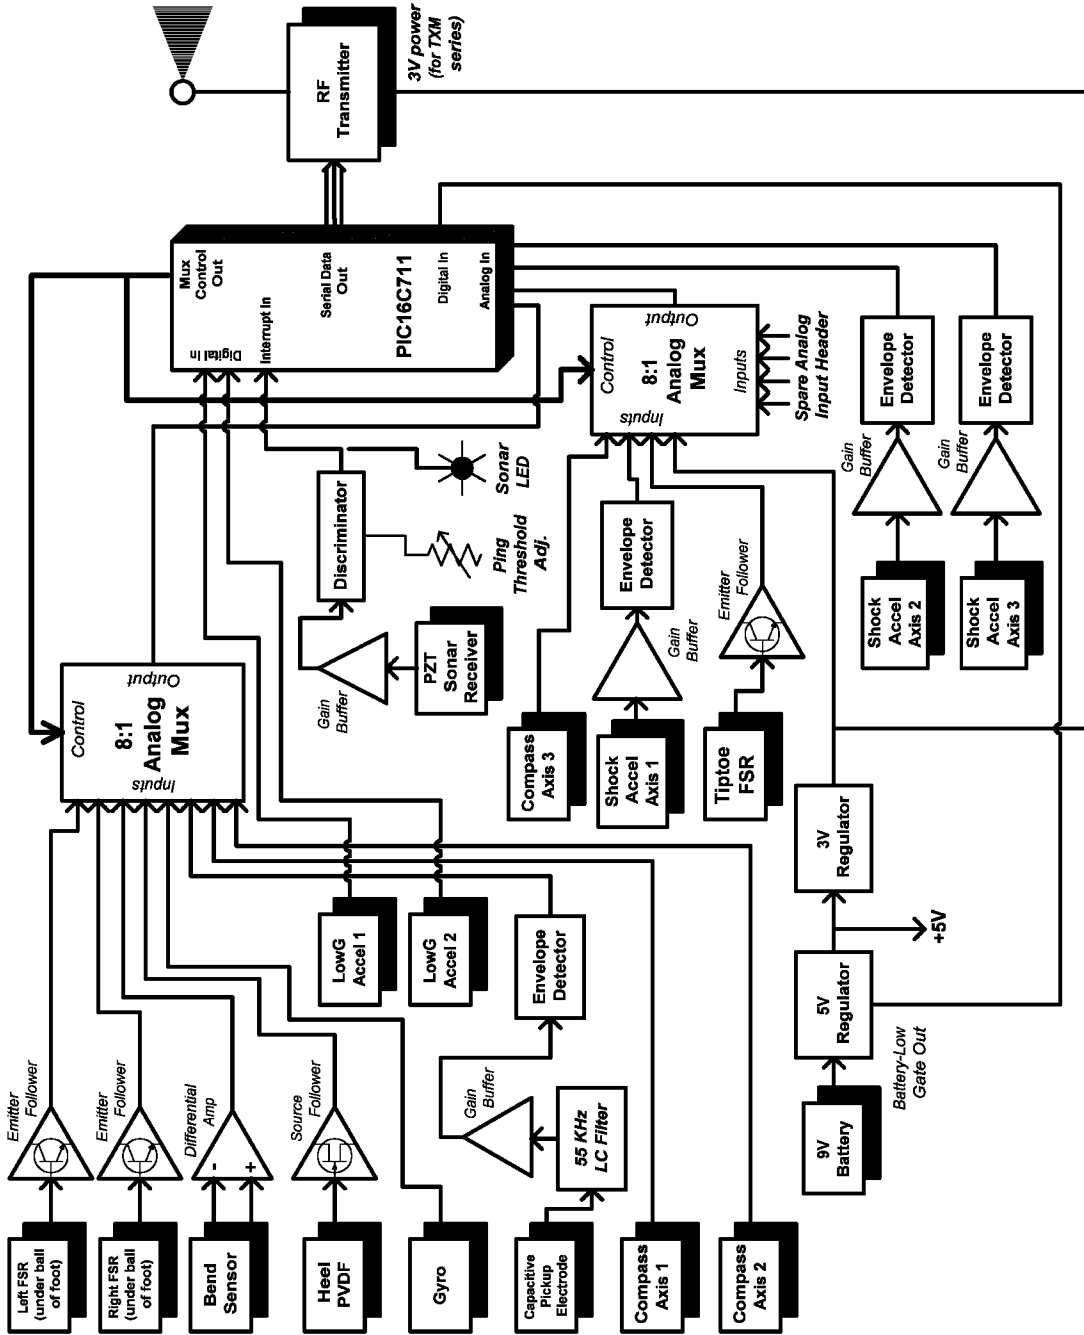 Left FSR
(under ball
of foot)
Emitter
Follower
Right FSR
(under ball
of foot)
Emitter
Follower
Bend
Sensor
-
+
Differential
Amp
Heel
PVDF
Source
Follower
Gyro
Capacitive
Pickup
Electrode
55 KHz
LC Filter
Gain
Buffer
Envelope
Detector
Compass
Axis 1
Compass
Axis 2
LowG
Accel 1
LowG
Accel 2
Control
8:1
Analog
Mux
Inputs
Output
PZT
Sonar
Receiver
Gain
Buffer
Discriminator
Ping
Threshold
Adj.
Sonar
LED
Mux
Control
Out
Digital In
Interrupt In
Serial Data
Out
PIC16C711
Digital In
Analog In
RF
Transmitter
3V power
(for TXM
series)
Compass
Axis 3
Shock
Accel
Axis 1
Gain
Buffer
Envelope
Detector
Tiptoe
FSR
Emitter
Follower
Control
8:1
Analog
Mux
Inputs
Output
Inputs
Spare Analog
Input Header
9V
Battery
5V
Regulator
Battery-Low
Gate Out
+5V
3V
Regulator
Shock
Accel
Axis 2
Gain
Buffer
Envelope
Detector
Shock
Accel
Axis 3
Gain
Buffer
Envelope
Detector